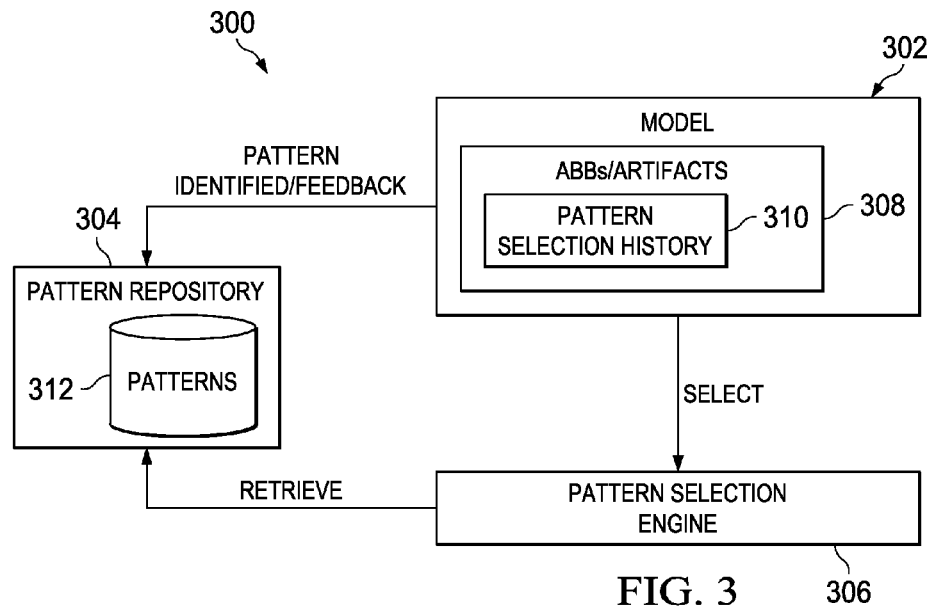 300
302
MODEL
PATTERN
IDENTIFIED/FEEDBACK
ABBs/ARTIFACTS
308
PATTERN
SELECTION HISTORY
310
304
PATTERN REPOSITORY
312
PATTERNS
SELECT
RETRIEVE
PATTERN SELECTION
ENGINE
306
FIG. 3